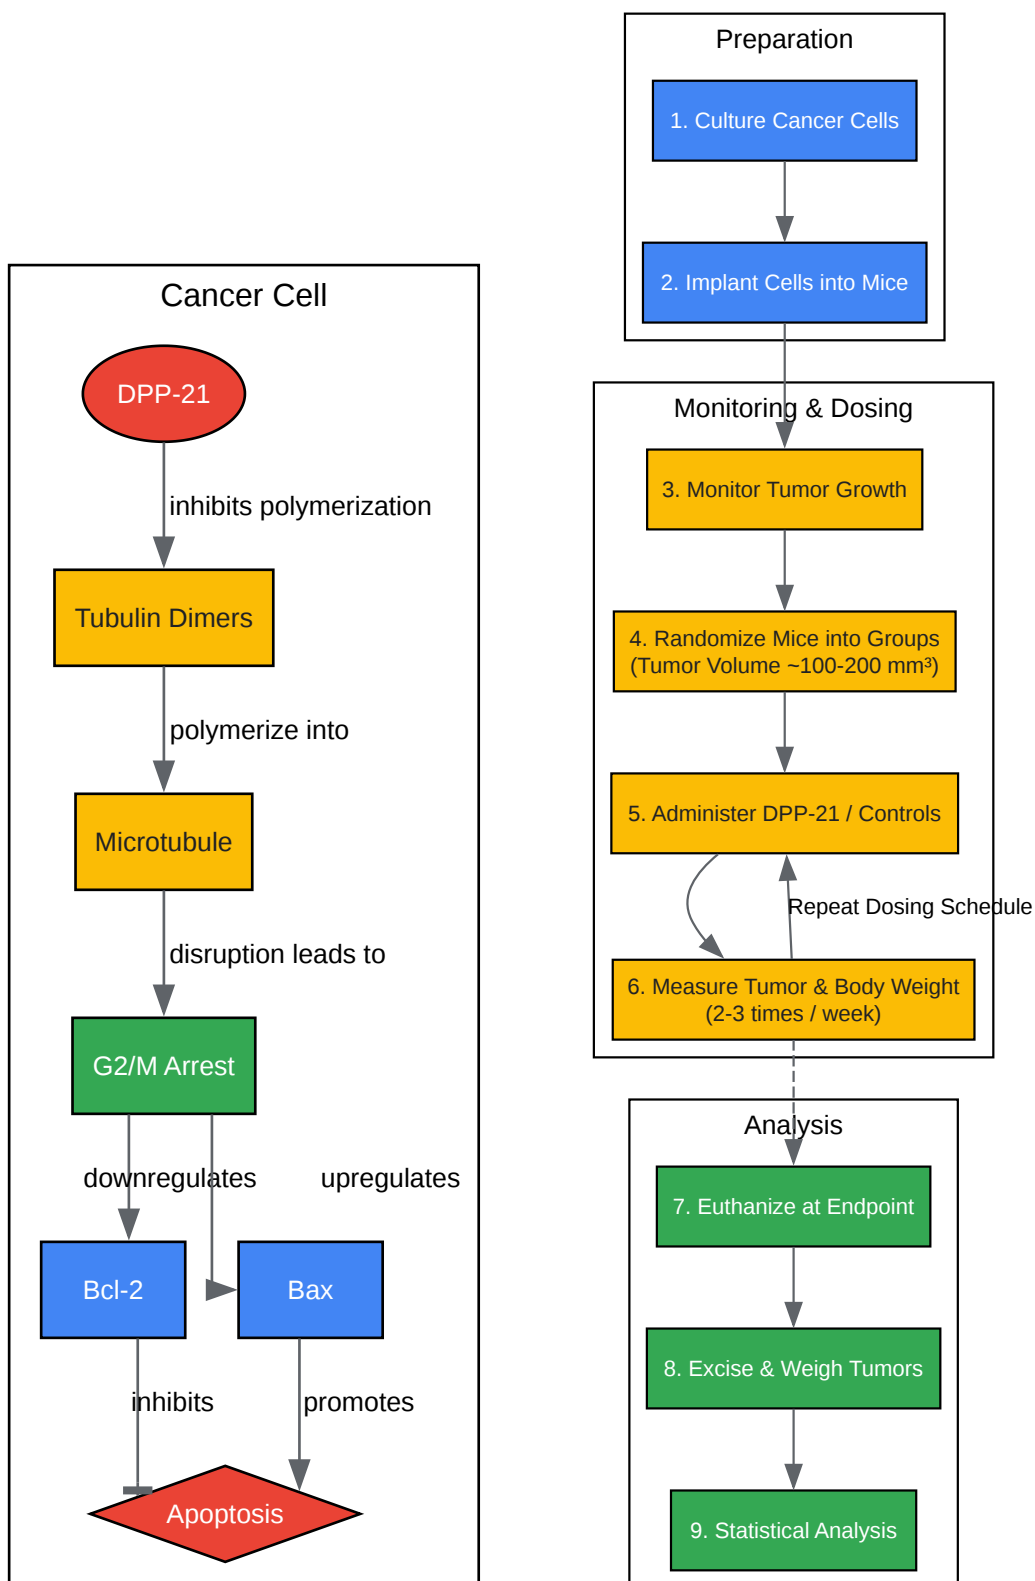 Cancer Cell
DPP-21
inhibits polymerization
Tubulin Dimers
polymerize into
Microtubule
disruption leads to
G2/M Arrest
downregulates
upregulates
Bcl-2
Bax
inhibits
promotes
Apoptosis
Preparation
1. Culture Cancer Cells
2. Implant Cells into Mice
Monitoring & Dosing
3. Monitor Tumor Growth
4. Randomize Mice into Groups
(Tumor Volume ~100-200 mm³)
5. Administer DPP-21 / Controls
Repeat Dosing Schedule
6. Measure Tumor & Body Weight
(2-3 times / week)
Analysis
7. Euthanize at Endpoint
8. Excise & Weigh Tumors
9. Statistical Analysis